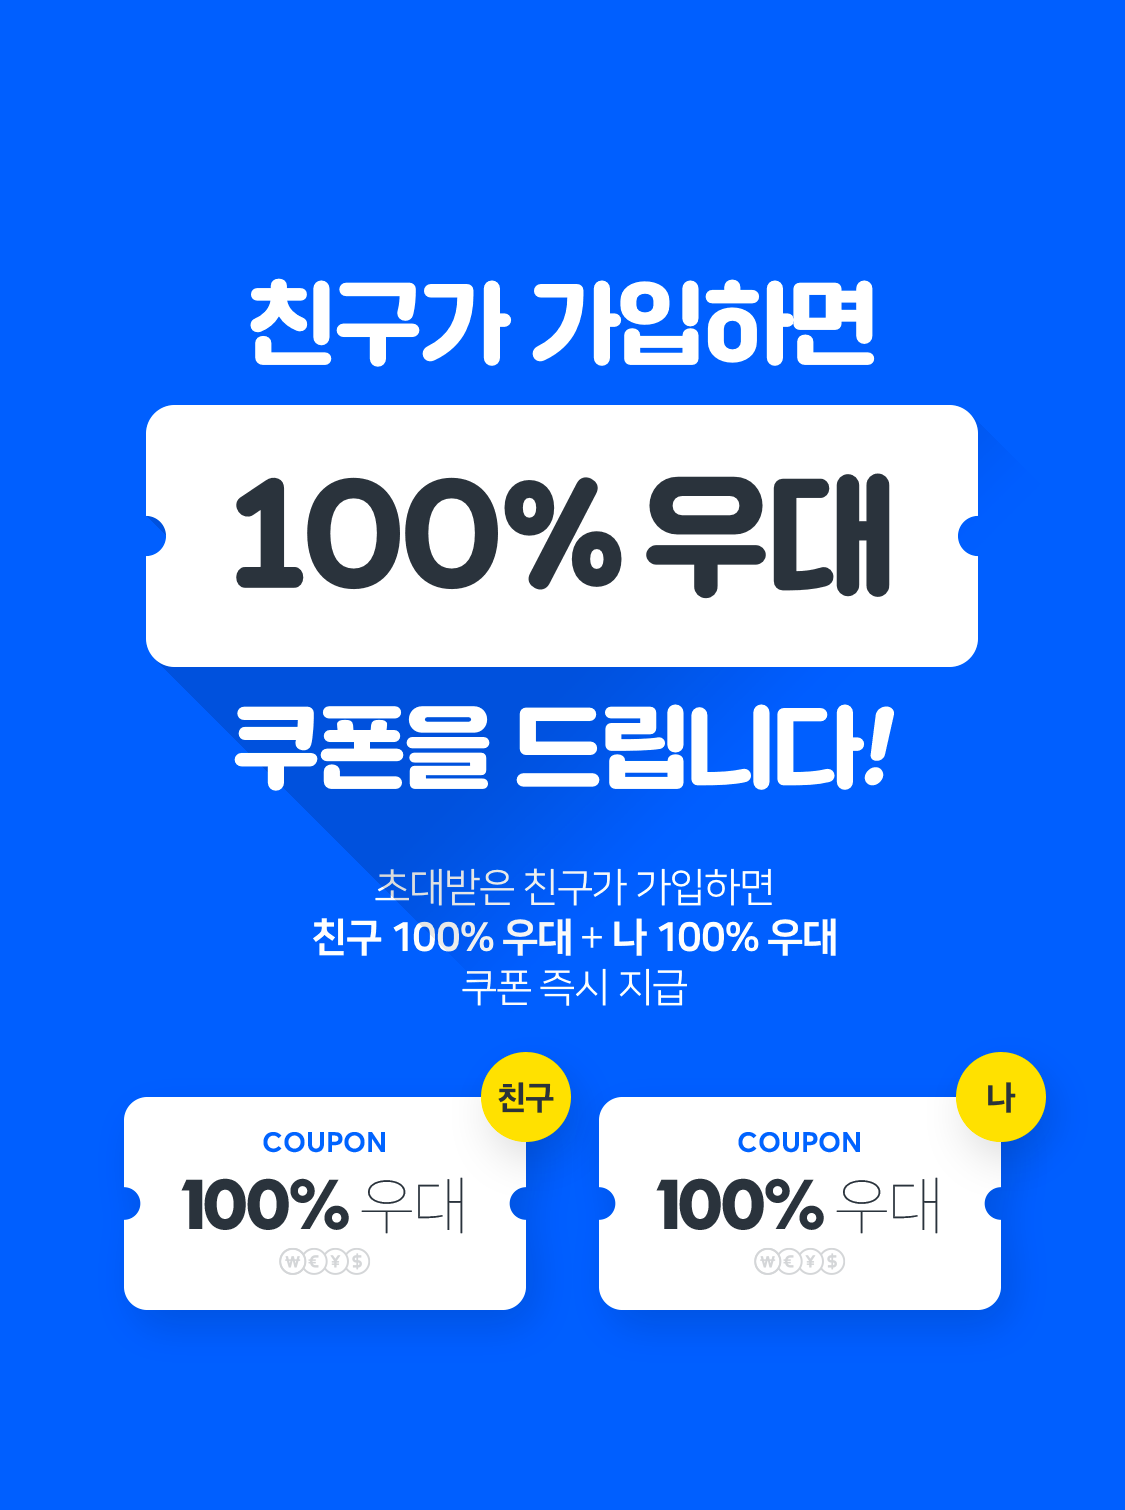 친구가 가입하면
100% 우대
쿠폰을 드립니다!
초대받은 친구가 가입하면
친구 100% 우대 + 나 100% 우대
쿠폰 즉시 지급
친구
COUPON
100% 우대
₩ € ¥ $
나
COUPON
100% 우대
₩ € ¥ $